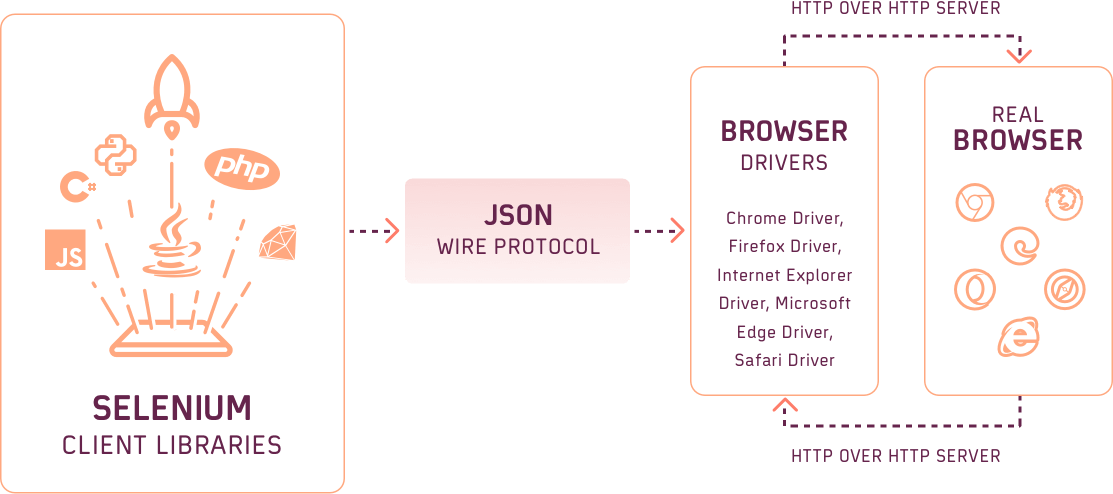 HTTP OVER HTTP SERVER
php
C#
JS
SELENIUM
CLIENT LIBRARIES
JSON
WIRE PROTOCOL
BROWSER
DRIVERS
Chrome Driver,
Firefox Driver,
Internet Explorer
Driver, Microsoft
Edge Driver,
Safari Driver
REAL
BROWSER
HTTP OVER HTTP SERVER